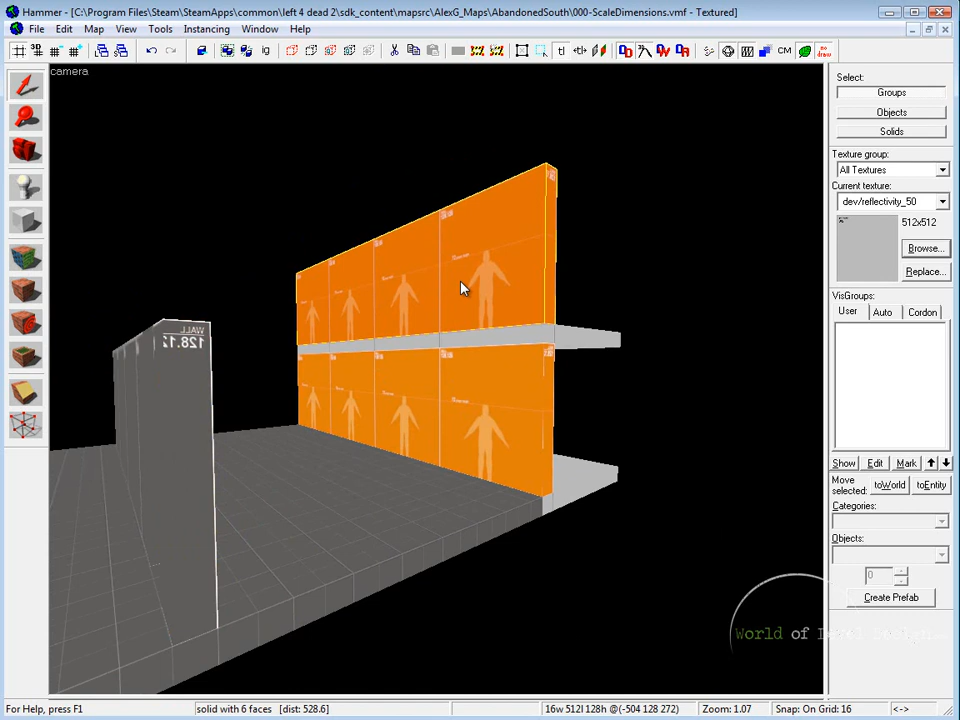 Hammer - [C:\Program Files\Steam\SteamApps\common\left 4 dead 2\sdk_content\mapsrc\AlexG_Maps\AbandonedSouth\000-ScaleDimensions.vmf - Textured]
File Edit Map View Tools Instancing Window Help
camera
WALL
128.12
Select:
Groups
Objects
Solids
Texture group:
All Textures
Current texture:
dev/reflectivity_50
512x512
Browse...
Replace...
VisGroups:
User Auto Cordon
Show Edit Mark
Move selected: toWorld toEntity
Categories:
Objects:
0
Create Prefab
World of Level Design
For Help, press F1 solid with 6 faces [dist: 528.6] 16w 512l 128h @(-504 128 272) Zoom: 1.07 Snap: On Grid: 16 <->